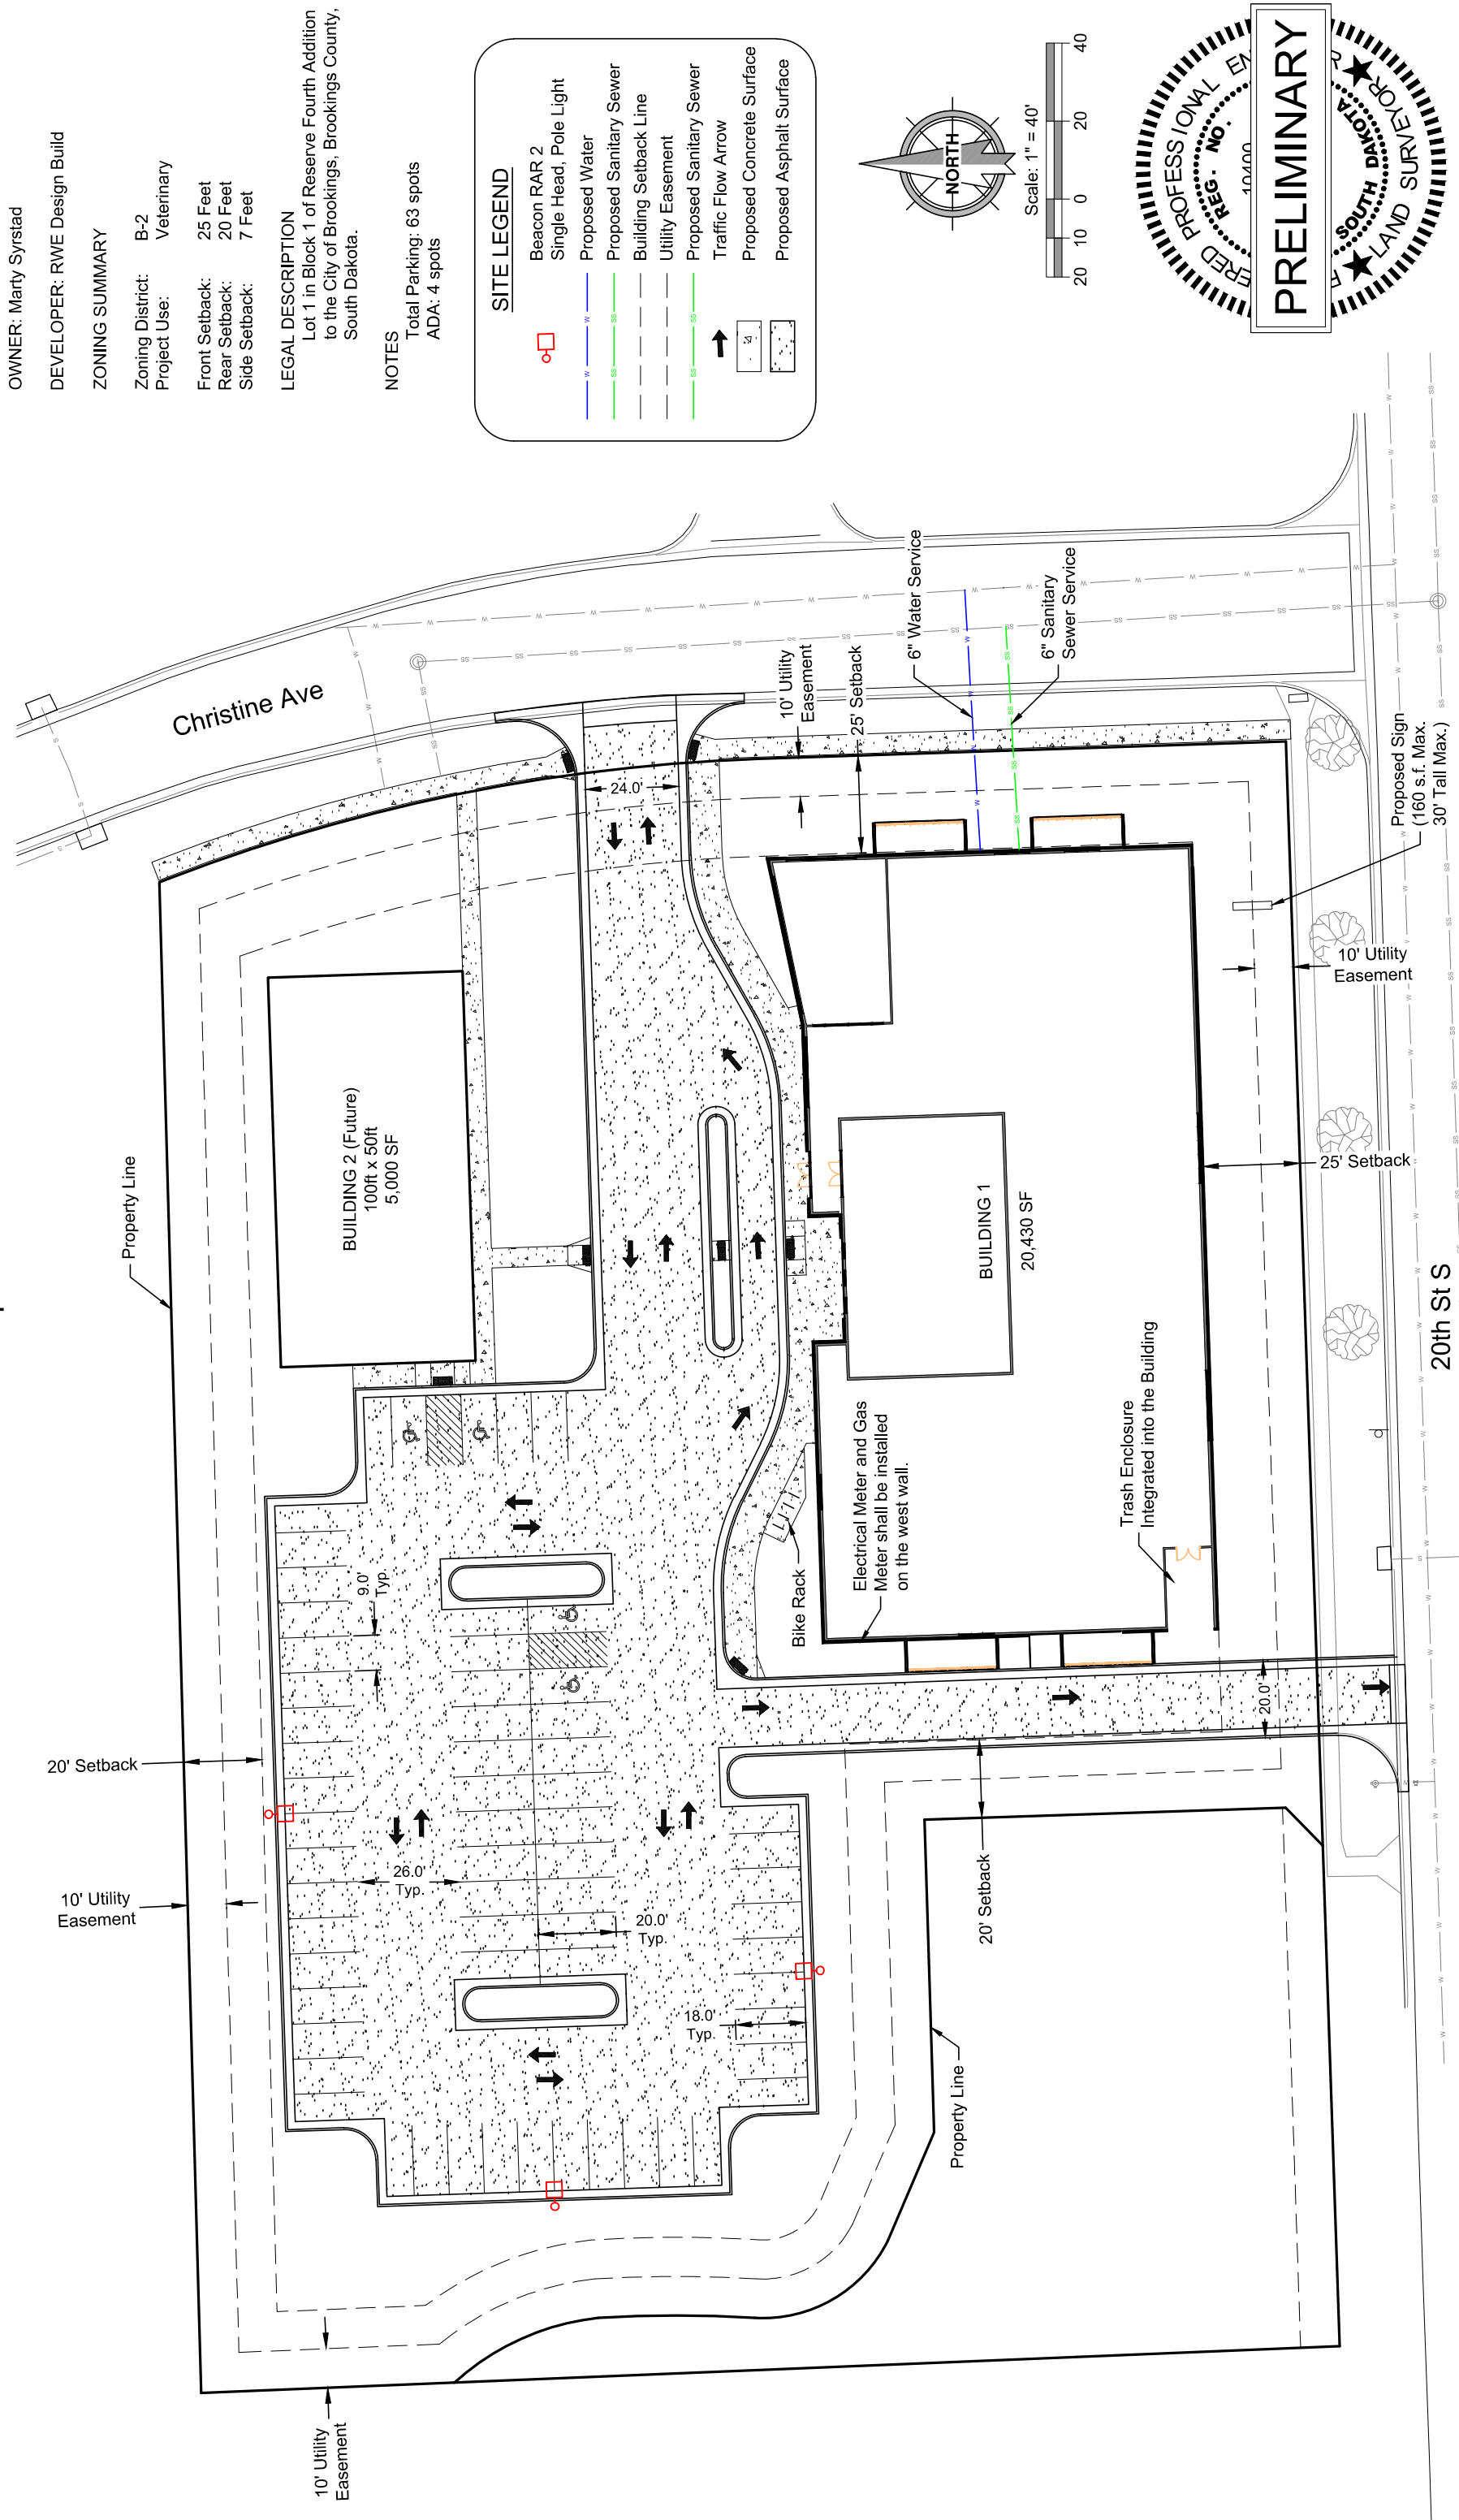 OWNER: Marty Syrstad
DEVELOPER: RWE Design Build
ZONING SUMMARY
Zoning District: B-2
Project Use: Veterinary
Front Setback: 25 Feet
Rear Setback: 20 Feet
Side Setback: 7 Feet
LEGAL DESCRIPTION
Lot 1 in Block 1 of Reserve Fourth Addition
to the City of Brookings, Brookings County,
South Dakota.
NOTES
Total Parking: 63 spots
ADA: 4 spots
SITE LEGEND
Beacon RAR 2
Single Head, Pole Light
W W Proposed Water
SS SS Proposed Sanitary Sewer
Building Setback Line
Utility Easement
SS SS Proposed Sanitary Sewer
Traffic Flow Arrow
Proposed Concrete Surface
Proposed Asphalt Surface
NORTH
Scale: 1" = 40'
20 10 0 20 40
PROFESSIONAL
REG. NO.
PRELIMINARY
SOUTH DAKOTA
LAND SURVEYOR
Christine Ave
Property Line
BUILDING 2 (Future)
100ft x 50ft
5,000 SF
24.0'
10' Utility
Easement
25' Setback
6" Water Service
6" Sanitary
Sewer Service
Proposed Sign
(160 s.f. Max.
30' Tall Max.)
10' Utility
Easement
25' Setback
BUILDING 1
20,430 SF
Electrical Meter and Gas
Meter shall be installed
on the west wall.
Trash Enclosure
Integrated into the Building
Bike Rack
20.0'
20th St S
9.0'
Typ.
20' Setback
10' Utility
Easement
26.0'
Typ.
20.0'
Typ.
18.0'
Typ.
20' Setback
Property Line
10' Utility
Easement